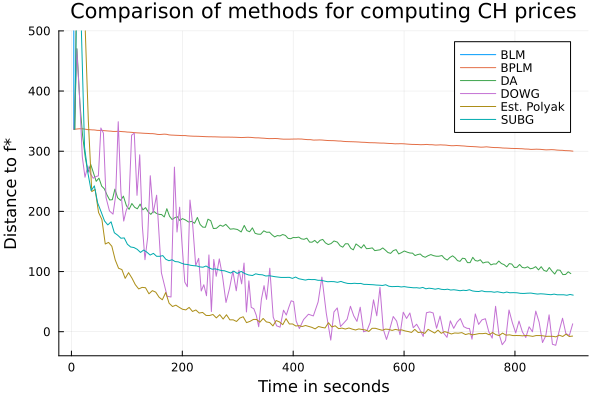 Comparison of methods for computing CH prices
500
400
300
200
100
0
Distance to f*
BLM
BPLM
DA
DOWG
Est. Polyak
SUBG
0 200 400 600 800
Time in seconds